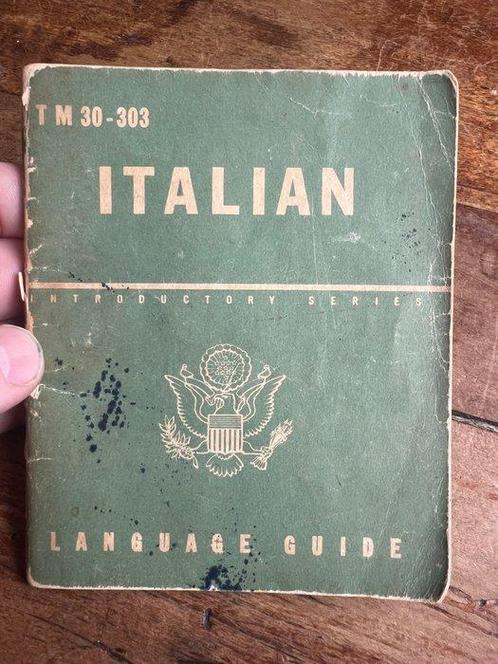 TM 30-303
ITALIAN
INTRODUCTORY SERIES
LANGUAGE GUIDE